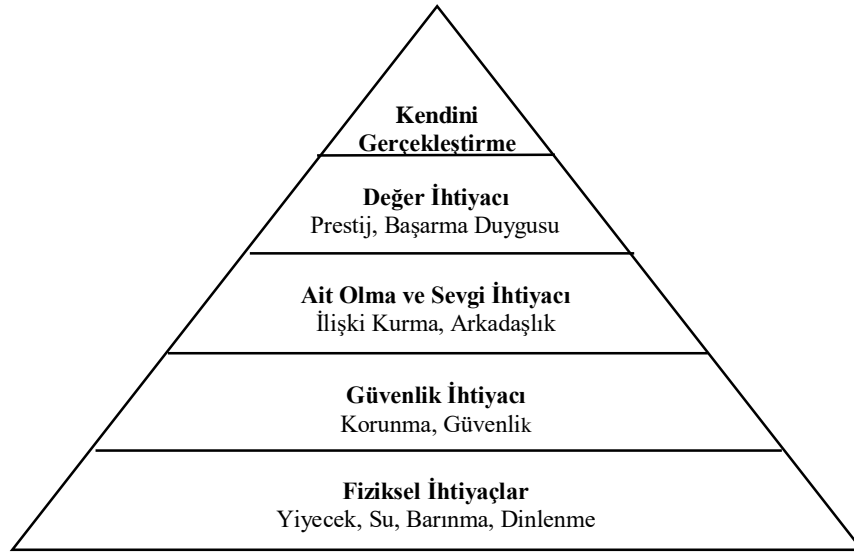 Kendini
Gerçekleştirme
Değer İhtiyacı
Prestij, Başarma Duygusu
Ait Olma ve Sevgi İhtiyacı
İlişki Kurma, Arkadaşlık
Güvenlik İhtiyacı
Korunma, Güvenlik
Fiziksel İhtiyaçlar
Yiyecek, Su, Barınma, Dinlenme